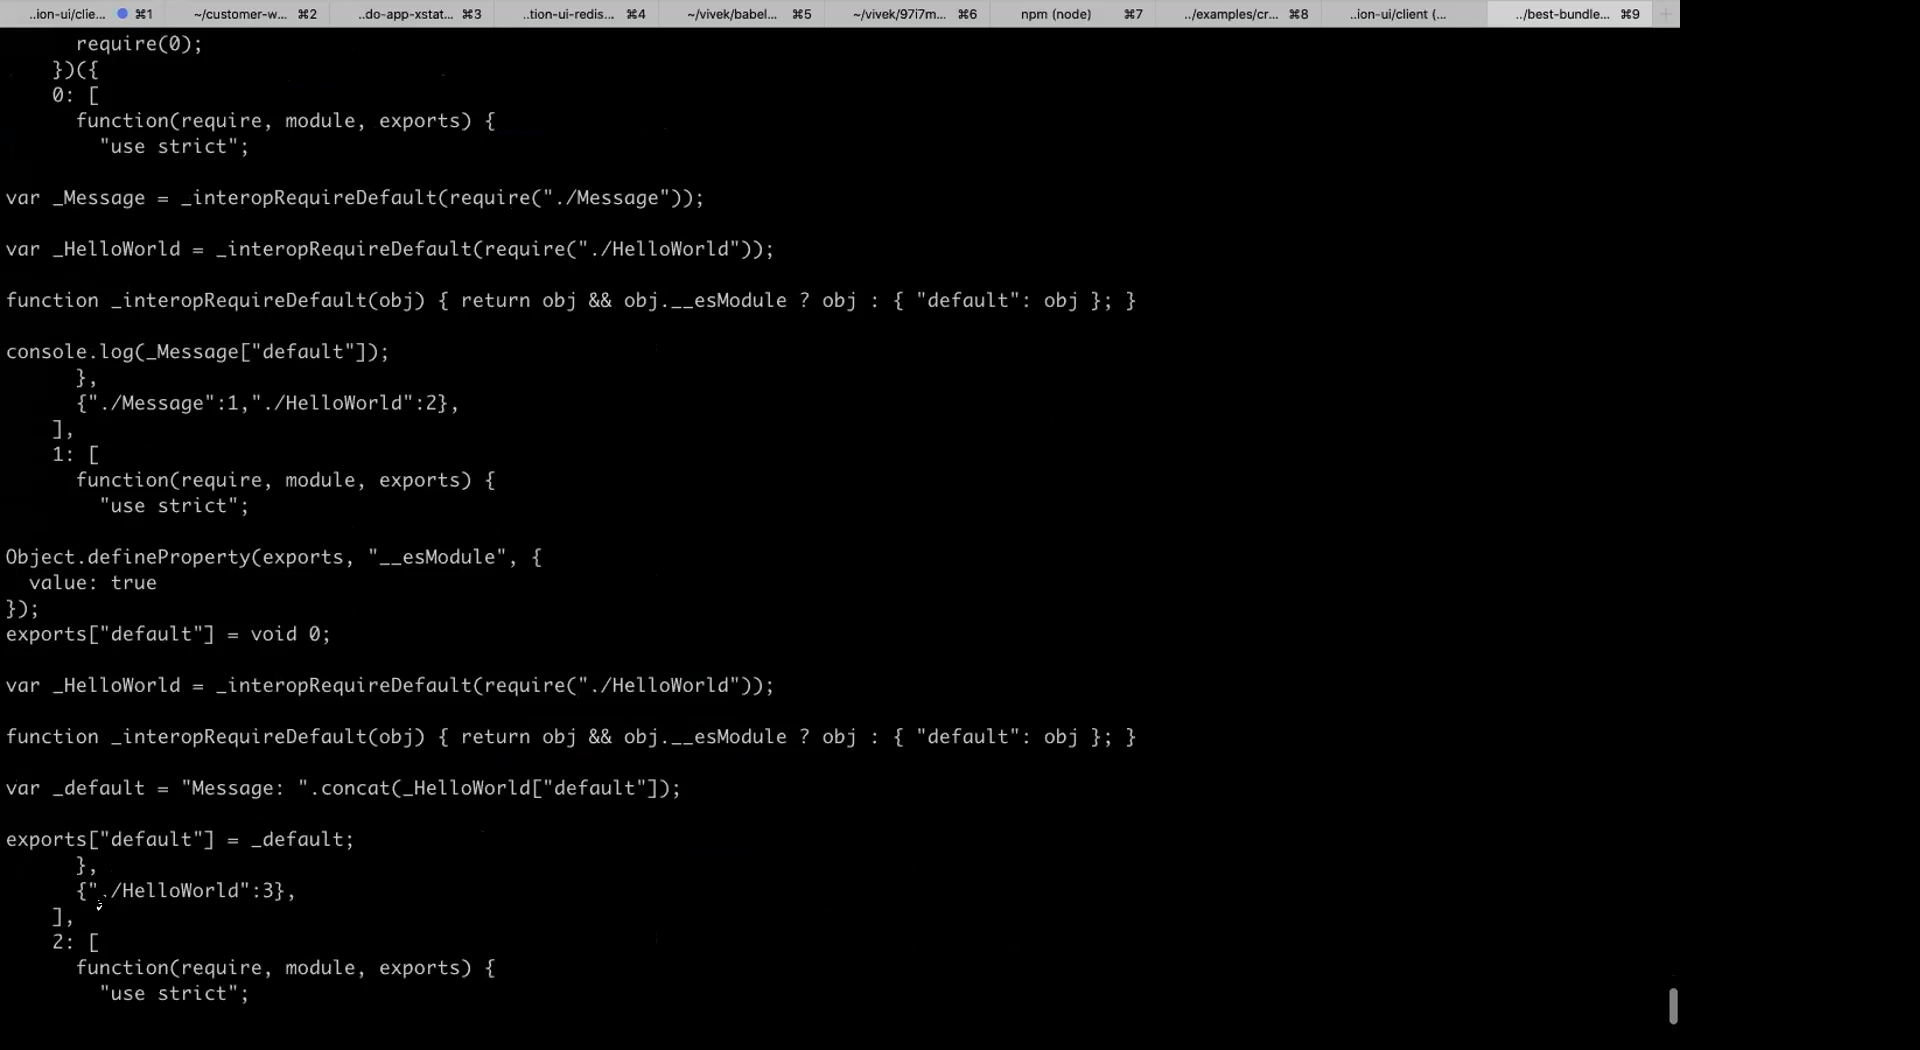 ..ion-ui/clie... ⌘1 ~/customer-w... ⌘2 ..do-app-xstat... ⌘3 ..tion-ui-redis... ⌘4 ~/vivek/babel... ⌘5 ~/vivek/97i7m... ⌘6 npm (node) ⌘7 ../examples/cr... ⌘8 ..ion-ui/client (... ../best-bundle... ⌘9
require(0);
})({
0: [
function(require, module, exports) {
"use strict";
var _Message = _interopRequireDefault(require("./Message"));
var _HelloWorld = _interopRequireDefault(require("./HelloWorld"));
function _interopRequireDefault(obj) { return obj && obj.__esModule ? obj : { "default": obj }; }
console.log(_Message["default"]);
},
{"./Message":1,"./HelloWorld":2},
],
1: [
function(require, module, exports) {
"use strict";
Object.defineProperty(exports, "__esModule", {
value: true
});
exports["default"] = void 0;
var _HelloWorld = _interopRequireDefault(require("./HelloWorld"));
function _interopRequireDefault(obj) { return obj && obj.__esModule ? obj : { "default": obj }; }
var _default = "Message: ".concat(_HelloWorld["default"]);
exports["default"] = _default;
},
{"./HelloWorld":3},
],
2: [
function(require, module, exports) {
"use strict";